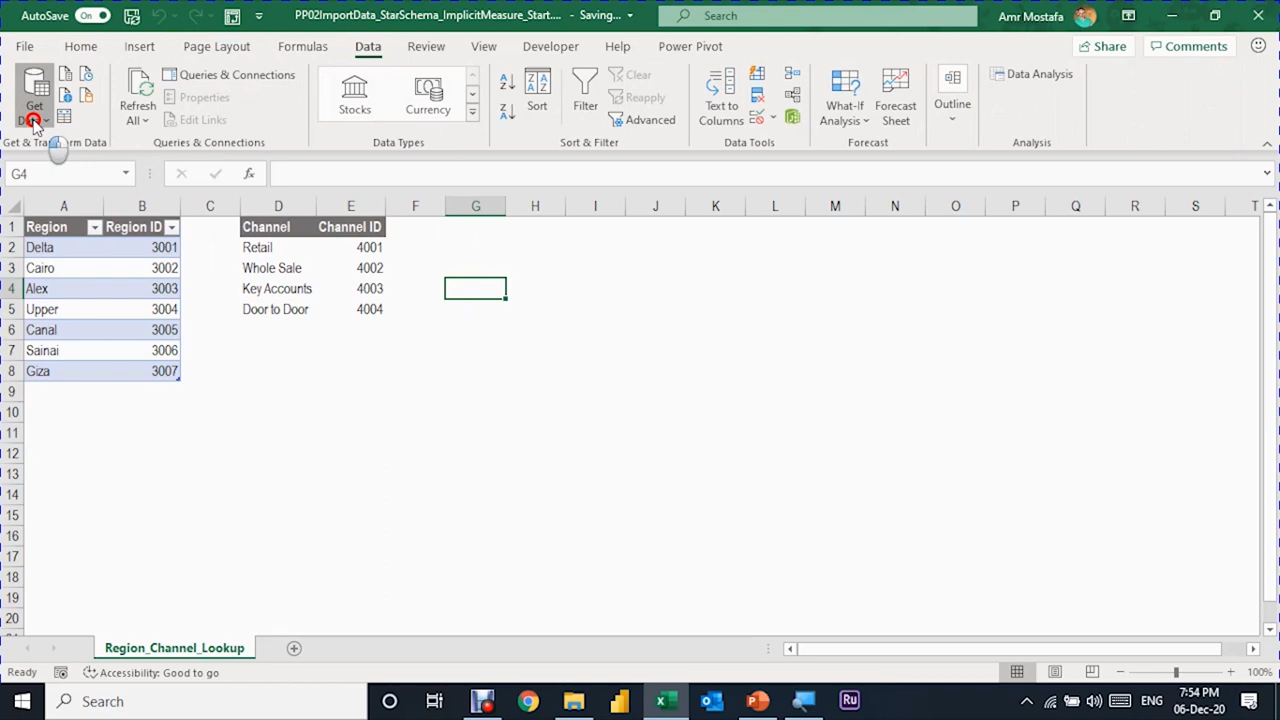 AutoSave On
PP02ImportData_StarSchema_ImplicitMeasure_Start.... - Saving...
Search
Amr Mostafa
File Home Insert Page Layout Formulas Data Review View Developer Help Power Pivot
Share Comments
Get
Refresh
All
Queries & Connections
Properties
Edit Links
Stocks
Currency
Sort
Filter
Clear
Reapply
Advanced
Text to
Columns
What-If
Analysis
Forecast
Sheet
Outline
Data Analysis
Queries & Connections Data Types Sort & Filter Data Tools Forecast Analysis
G4 fx
A B C D E F G H I J K L M N O P Q R S T
1 Region Region ID Channel Channel ID
2 Delta 3001 Retail 4001
3 Cairo 3002 Whole Sale 4002
4 Alex 3003 Key Accounts 4003
5 Upper 3004 Door to Door 4004
6 Canal 3005
7 Sainai 3006
8 Giza 3007
9
10
11
12
13
14
15
16
17
18
19
20
Region_Channel_Lookup
Ready Accessibility: Good to go 100%
Search
Ru
ENG
7:54 PM
06-Dec-20